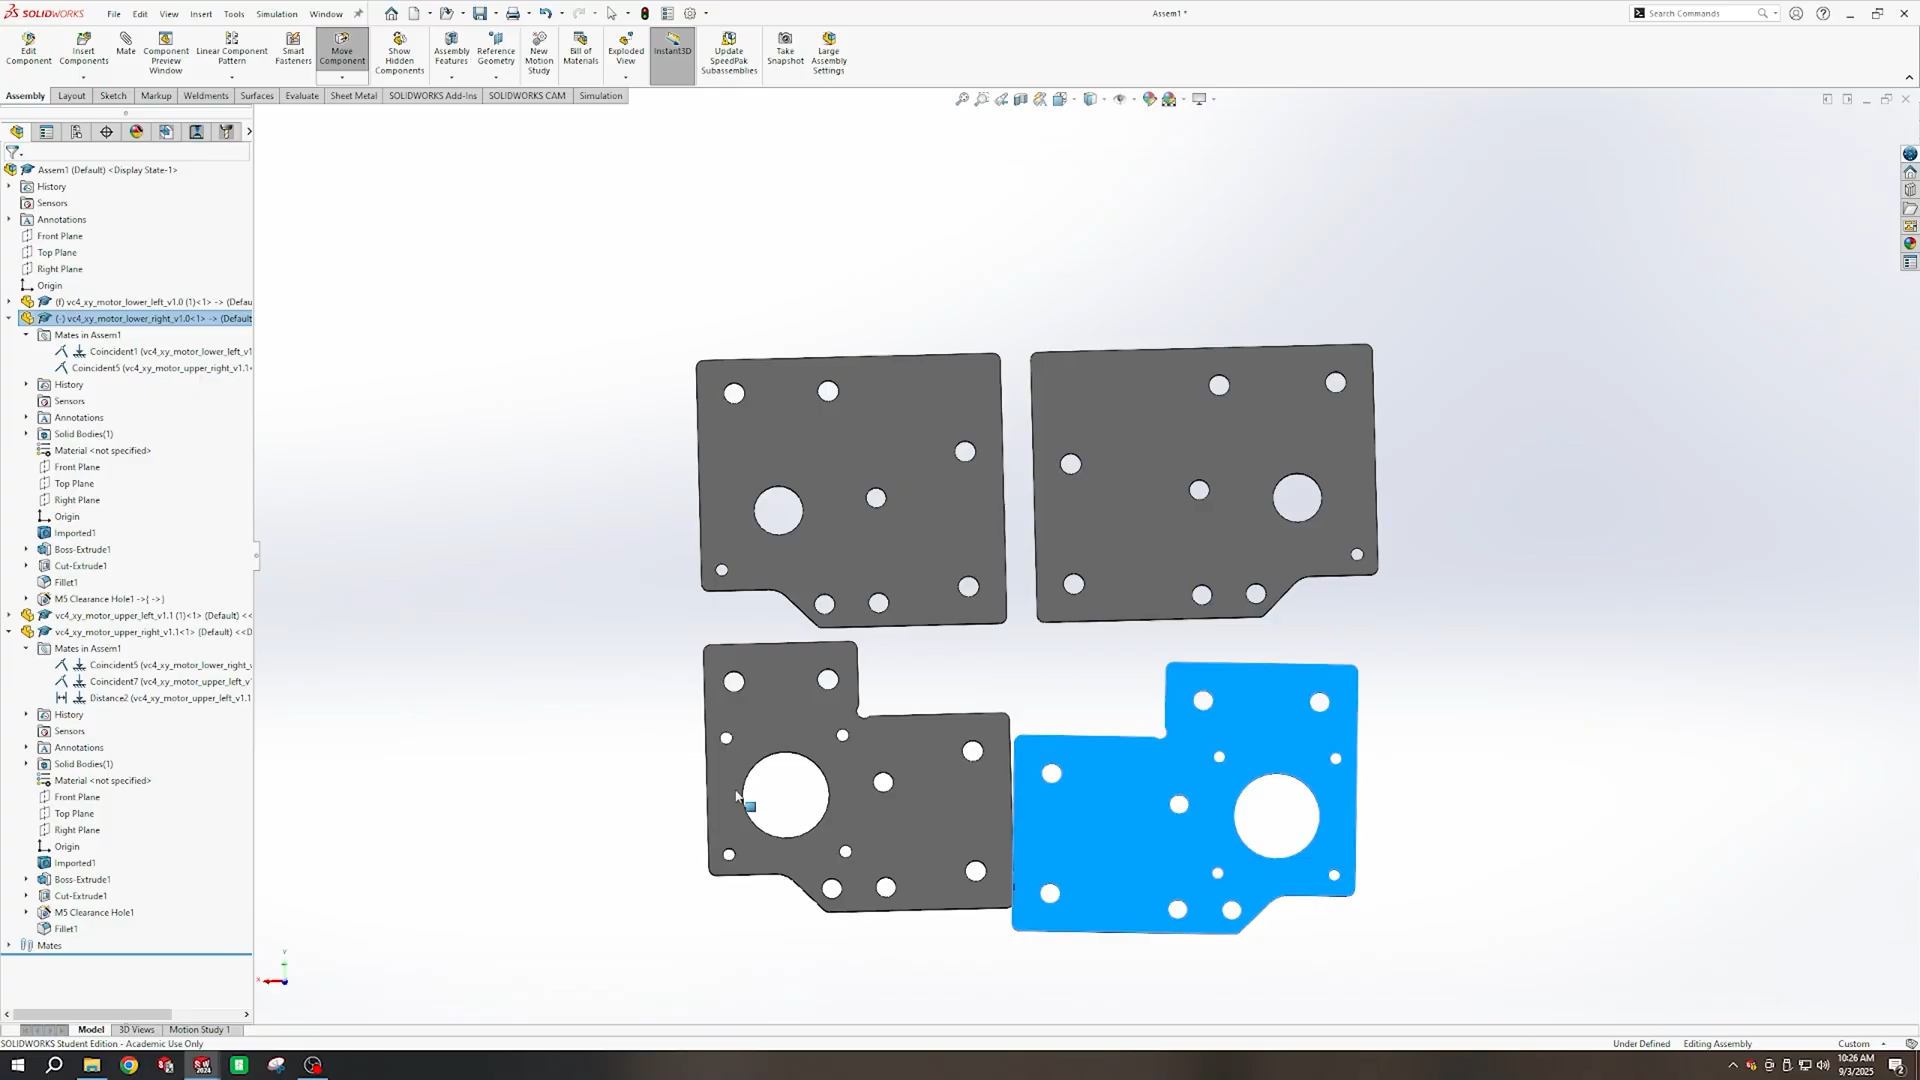 SOLIDWORKS
File Edit View Insert Tools Simulation Window
Assem1 *
Search Commands
Edit Component
Insert Components
Mate
Component Preview Window
Linear Component Pattern
Smart Fasteners
Move Component
Show Hidden Components
Assembly Features
Reference Geometry
New Motion Study
Bill of Materials
Exploded View
Instant3D
Update SpeedPak Subassemblies
Take Snapshot
Large Assembly Settings
Assembly Layout Sketch Markup Weldments Surfaces Evaluate Sheet Metal SOLIDWORKS Add-Ins SOLIDWORKS CAM Simulation
Assem1 (Default) <Display State-1>
History
Sensors
Annotations
Front Plane
Top Plane
Right Plane
Origin
(f) vc4_xy_motor_lower_left_v1.0 (1)<1> -> (Defau
(-) vc4_xy_motor_lower_right_v1.0<1> -> (Default
Mates in Assem1
Coincident1 (vc4_xy_motor_lower_left_v1
Coincident5 (vc4_xy_motor_upper_right_v1.1<
History
Sensors
Annotations
Solid Bodies(1)
Material <not specified>
Front Plane
Top Plane
Right Plane
Origin
Imported1
Boss-Extrude1
Cut-Extrude1
Fillet1
M5 Clearance Hole1 ->{ ->}
vc4_xy_motor_upper_left_v1.1 (1)<1> (Default) <<
vc4_xy_motor_upper_right_v1.1<1> (Default) <<D
Mates in Assem1
Coincident5 (vc4_xy_motor_lower_right_v
Coincident7 (vc4_xy_motor_upper_left_v
Distance2 (vc4_xy_motor_upper_left_v1.1
History
Sensors
Annotations
Solid Bodies(1)
Material <not specified>
Front Plane
Top Plane
Right Plane
Origin
Imported1
Boss-Extrude1
Cut-Extrude1
M5 Clearance Hole1
Fillet1
Mates
Y
X
Model 3D Views Motion Study 1
SOLIDWORKS Student Edition - Academic Use Only
Under Defined Editing Assembly Custom
SW 2024
10:26 AM
9/3/2025
2